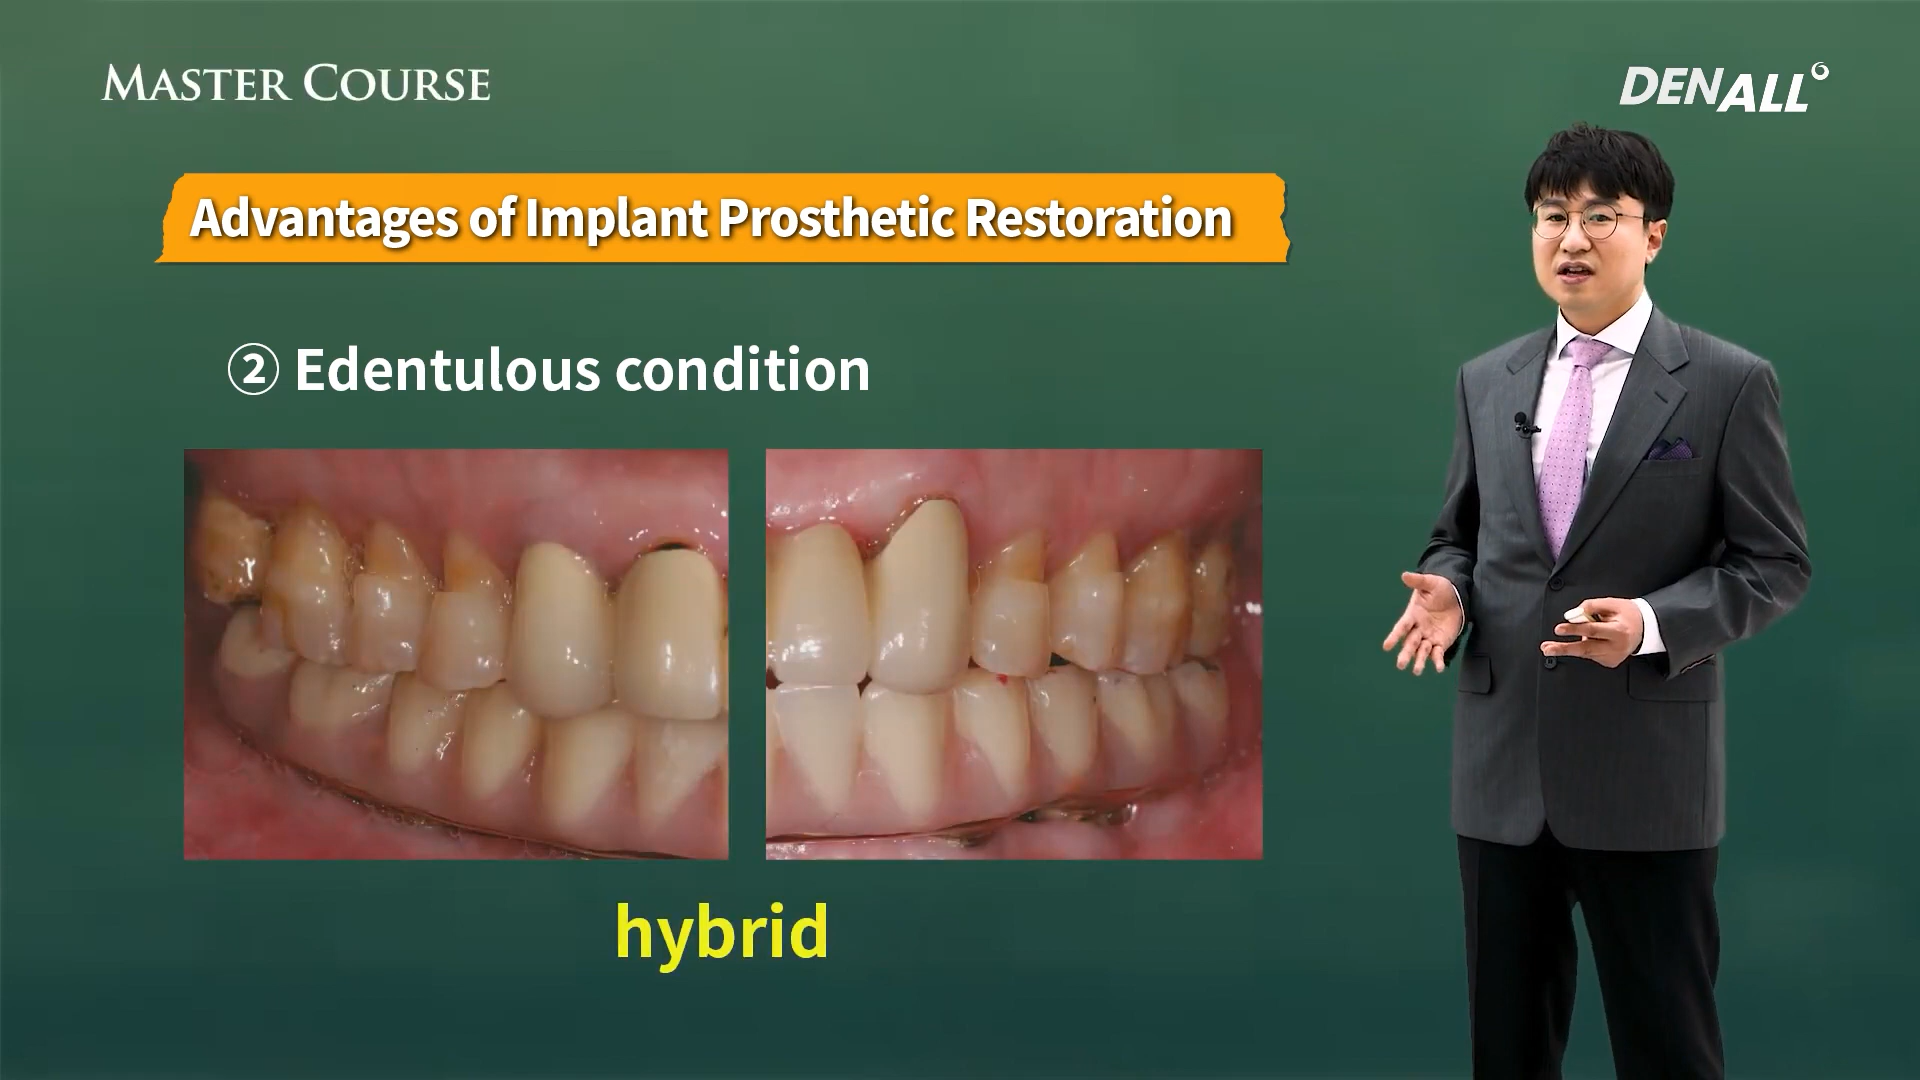 MASTER COURSE
DENALL
Advantages of Implant Prosthetic Restoration
② Edentulous condition
hybrid